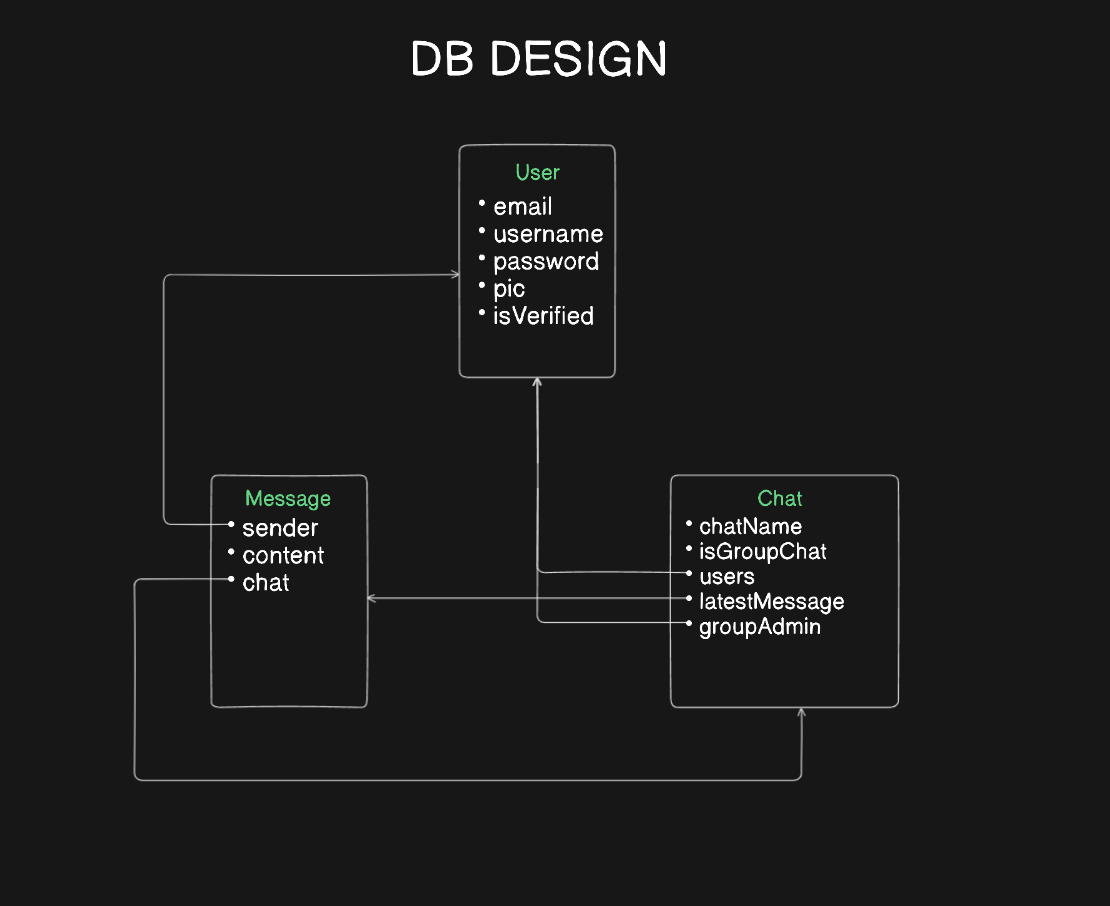 DB DESIGN
User
• email
• username
• password
• pic
• isVerified
Message
• sender
• content
• chat
Chat
• chatName
• isGroupChat
• users
• latestMessage
• groupAdmin